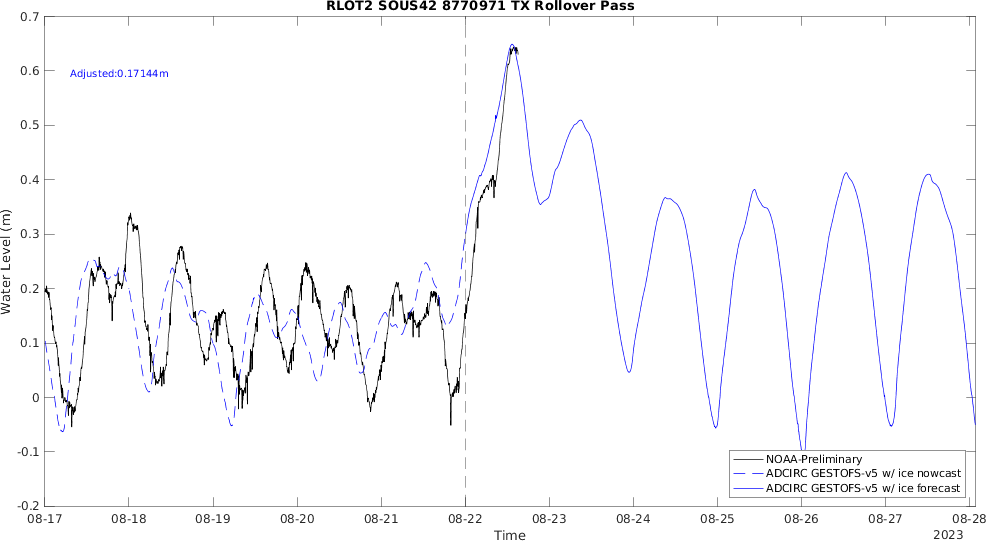 RLOT2 SOUS42 8770971 TX Rollover Pass
0.7
0.6
0.5
0.4
0.3
0.2
0.1
0
-0.1
-0.2
Water Level (m)
Adjusted:0.17144m
NOAA-Preliminary
ADCIRC GESTOFS-v5 w/ ice nowcast
ADCIRC GESTOFS-v5 w/ ice forecast
08-17 08-18 08-19 08-20 08-21 08-22 08-23 08-24 08-25 08-26 08-27 08-28
Time
2023